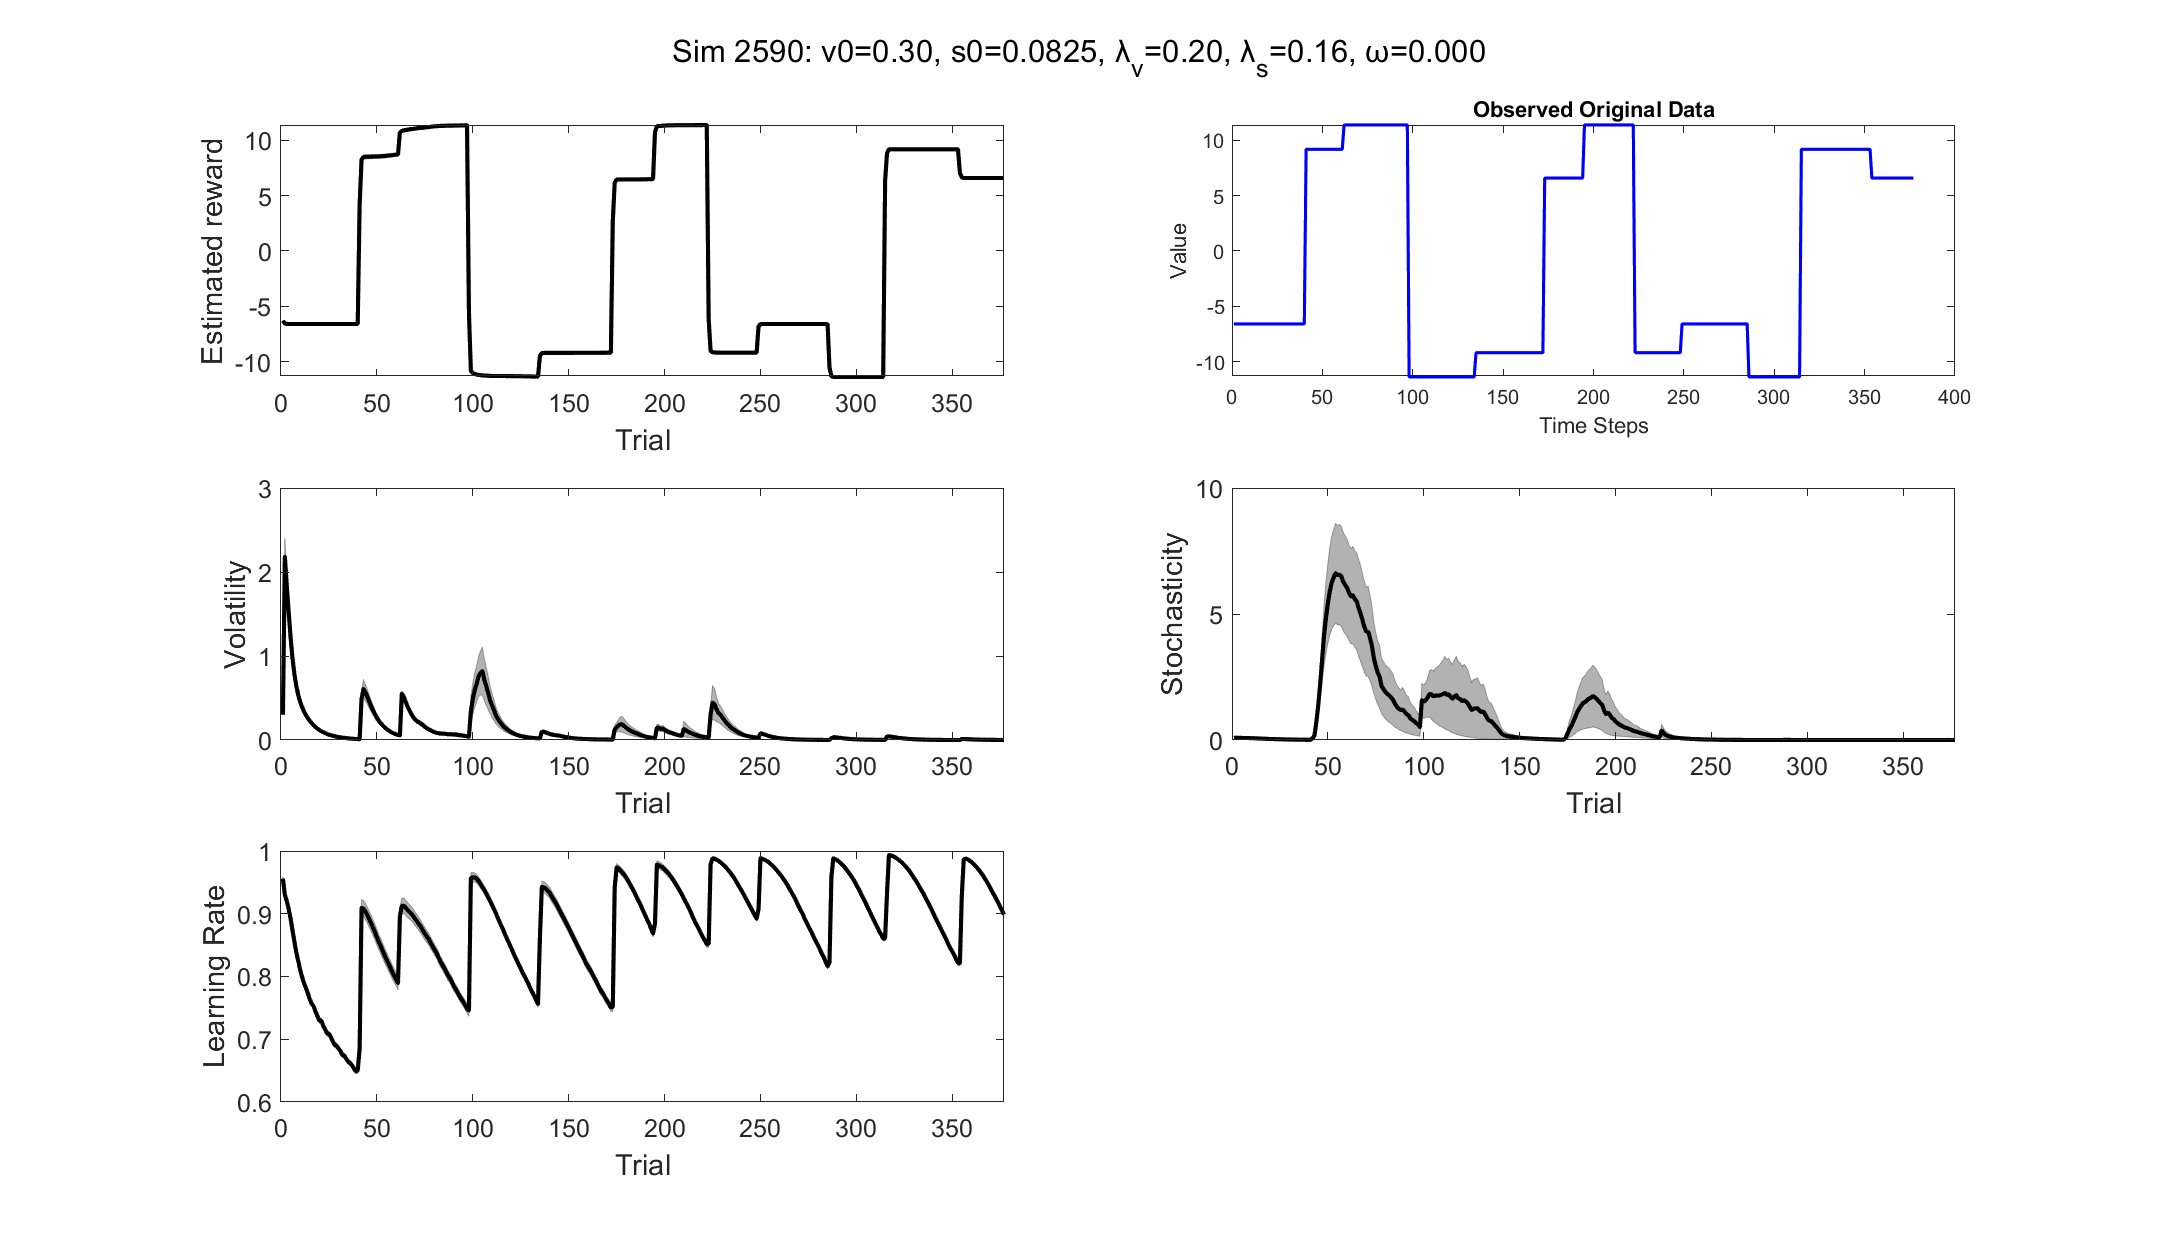 Sim 2590: v0=0.30, s0=0.0825, λ_v=0.20, λ_s=0.16, ω=0.000
Estimated reward
10
5
0
-5
-10
0 50 100 150 200 250 300 350
Trial
Observed Original Data
Value
10
5
0
-5
-10
0 50 100 150 200 250 300 350 400
Time Steps
Volatility
3
2
1
0
0 50 100 150 200 250 300 350
Trial
Stochasticity
10
5
0
0 50 100 150 200 250 300 350
Trial
Learning Rate
1
0.9
0.8
0.7
0.6
0 50 100 150 200 250 300 350
Trial